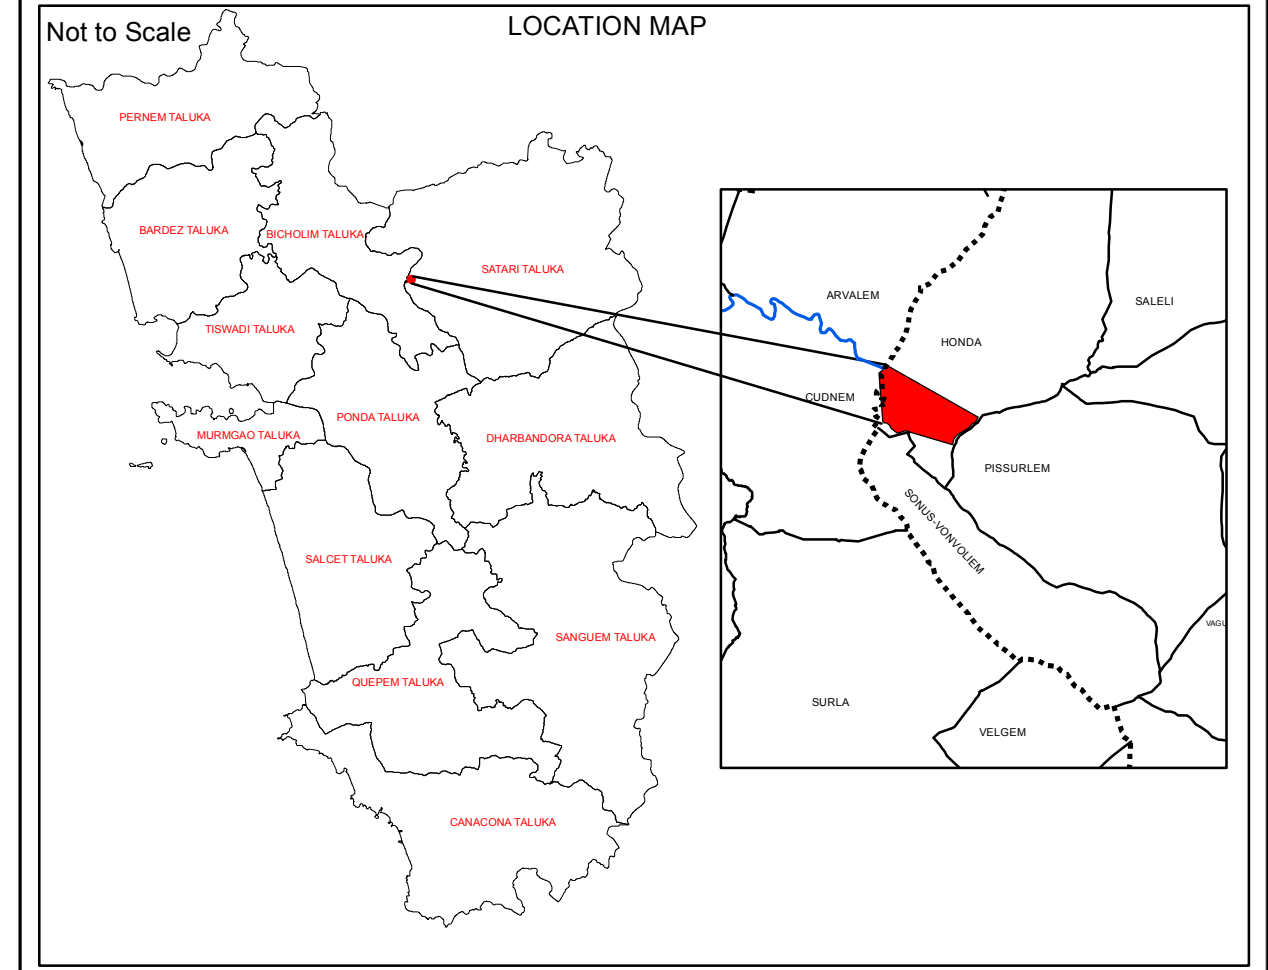 LOCATION MAP
Not to Scale
PERNEM TALUKA
BARDEZ TALUKA
BICHOLIM TALUKA
SATARI TALUKA
TISWADI TALUKA
PONDA TALUKA
MURMGAO TALUKA
DHARBANDORA TALUKA
SALCET TALUKA
SANGUEM TALUKA
QUEPEM TALUKA
CANACONA TALUKA
ARVALEM
SALELI
HONDA
CUDNEM
PISSURLEM
SONUS-VONVOLIEM
VAGU
SURLA
VELGEM